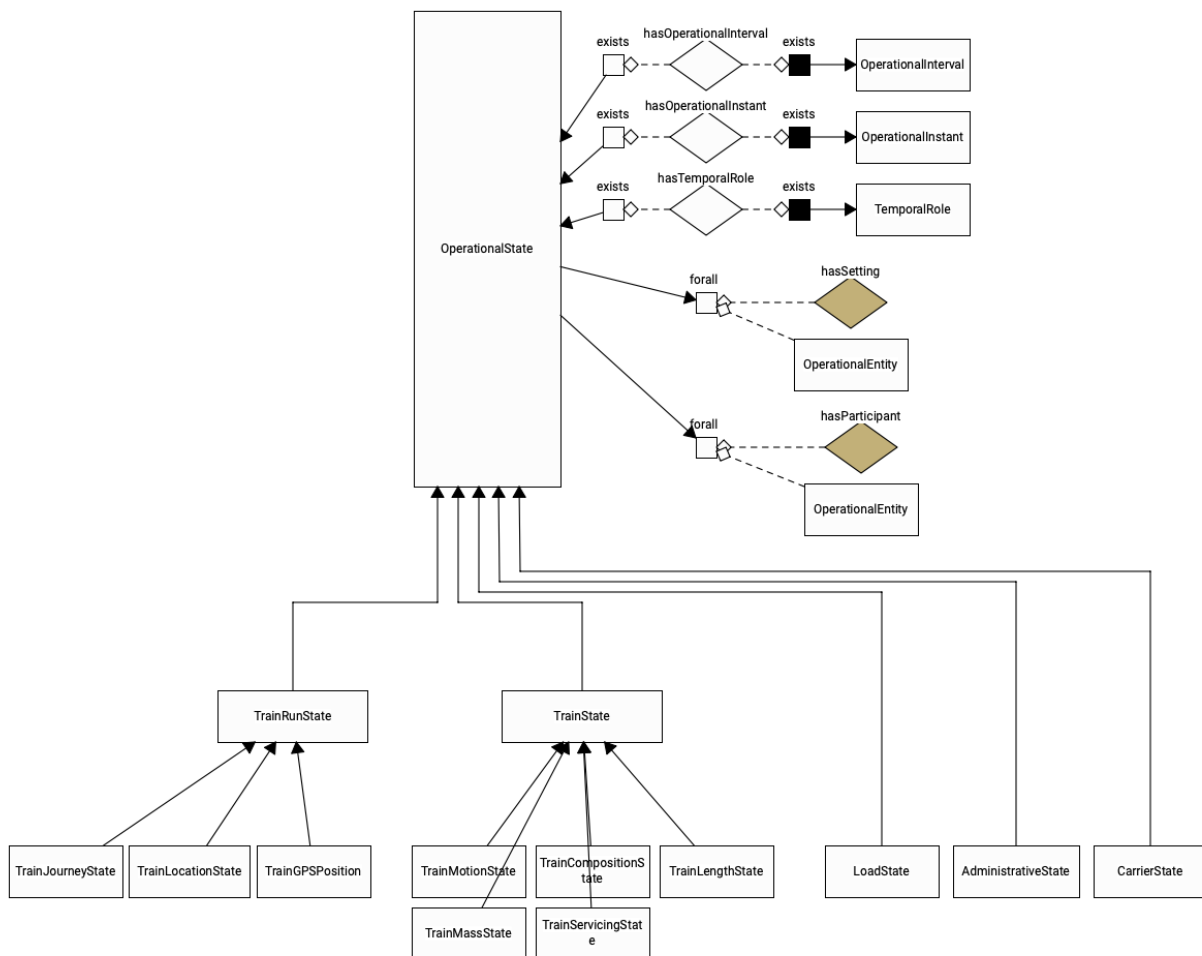 hasOperationalInterval
exists
exists
OperationalInterval
hasOperationalInstant
exists
exists
OperationalInstant
hasTemporalRole
exists
exists
TemporalRole
OperationalState
hasSetting
forall
OperationalEntity
hasParticipant
forall
OperationalEntity
TrainRunState
TrainState
TrainJourneyState
TrainLocationState
TrainGPSPosition
TrainMotionState
TrainCompositionS
tate
TrainLengthState
LoadState
AdministrativeState
CarrierState
TrainMassState
TrainServicingStat
e